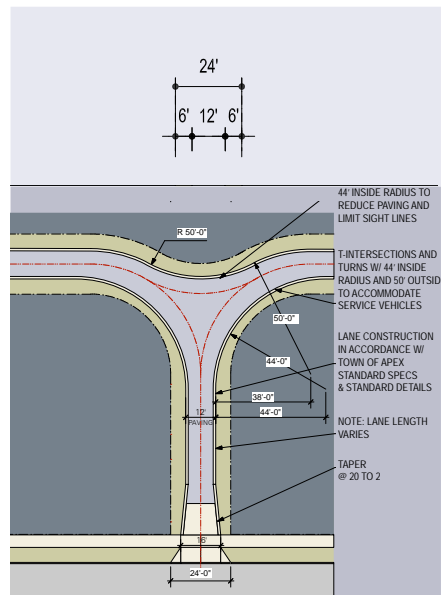 24'
6' 12' 6'
44' INSIDE RADIUS TO
REDUCE PAVING AND
LIMIT SIGHT LINES
R 50'-0"
T-INTERSECTIONS AND
TURNS W/ 44' INSIDE
RADIUS AND 50' OUTSID
TO ACCOMMODATE
SERVICE VEHICLES
50'-0"
LANE CONSTRUCTION
IN ACCORDANCE W/
TOWN OF APEX
STANDARD SPECS
& STANDARD DETAILS
44'-0"
38'-0"
12'
PAVING
44'-0"
NOTE: LANE LENGTH
VARIES
TAPER
@ 20 TO 2
16'
24'-0"